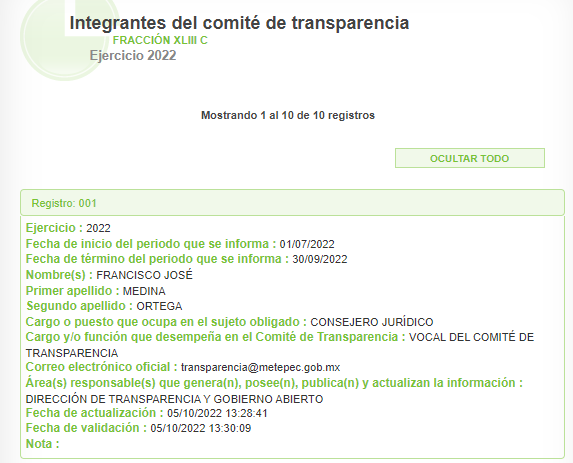 Integrantes del comité de transparencia
FRACCIÓN XLIII C
Ejercicio 2022
Mostrando 1 al 10 de 10 registros
OCULTAR TODO
Registro: 001
Ejercicio : 2022
Fecha de inicio del periodo que se informa : 01/07/2022
Fecha de término del periodo que se informa : 30/09/2022
Nombre(s) : FRANCISCO JOSÉ
Primer apellido : MEDINA
Segundo apellido : ORTEGA
Cargo o puesto que ocupa en el sujeto obligado : CONSEJERO JURÍDICO
Cargo y/o función que desempeña en el Comité de Transparencia : VOCAL DEL COMITÉ DE
TRANSPARENCIA
Correo electrónico oficial : transparencia@metepec.gob.mx
Área(s) responsable(s) que genera(n), posee(n), publica(n) y actualizan la información :
DIRECCIÓN DE TRANSPARENCIA Y GOBIERNO ABIERTO
Fecha de actualización : 05/10/2022 13:28:41
Fecha de validación : 05/10/2022 13:30:09
Nota :